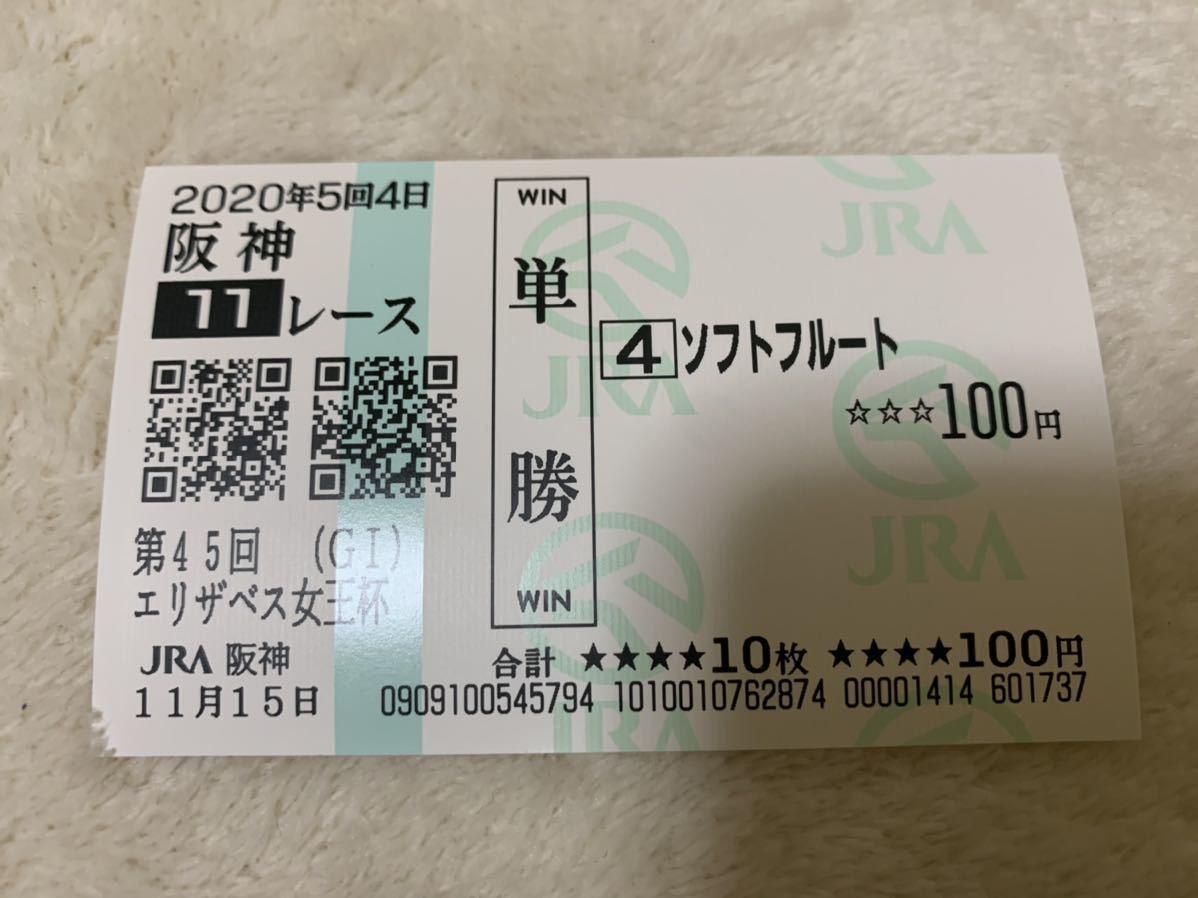 2020年5回4日
阪神
11レース
第45回 (GI)
エリザベス女王杯
JRA 阪神
11月15日
WIN
単勝
WIN
4 ソフトフルート
☆☆☆100円
合計 ★★★★10枚 ★★★★100円
0909100545794 1010010762874 00001414 601737
JRA
JRA
JRA
JRA